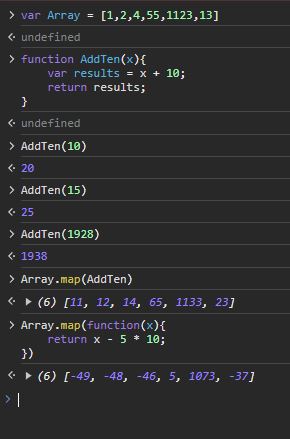 > var Array = [1,2,4,55,1123,13]
< undefined
> function AddTen(x){
var results = x + 10;
return results;
}
< undefined
> AddTen(10)
< 20
> AddTen(15)
< 25
> AddTen(1928)
< 1938
> Array.map(AddTen)
< ▶ (6) [11, 12, 14, 65, 1133, 23]
> Array.map(function(x){
return x - 5 * 10;
})
< ▶ (6) [-49, -48, -46, 5, 1073, -37]
>